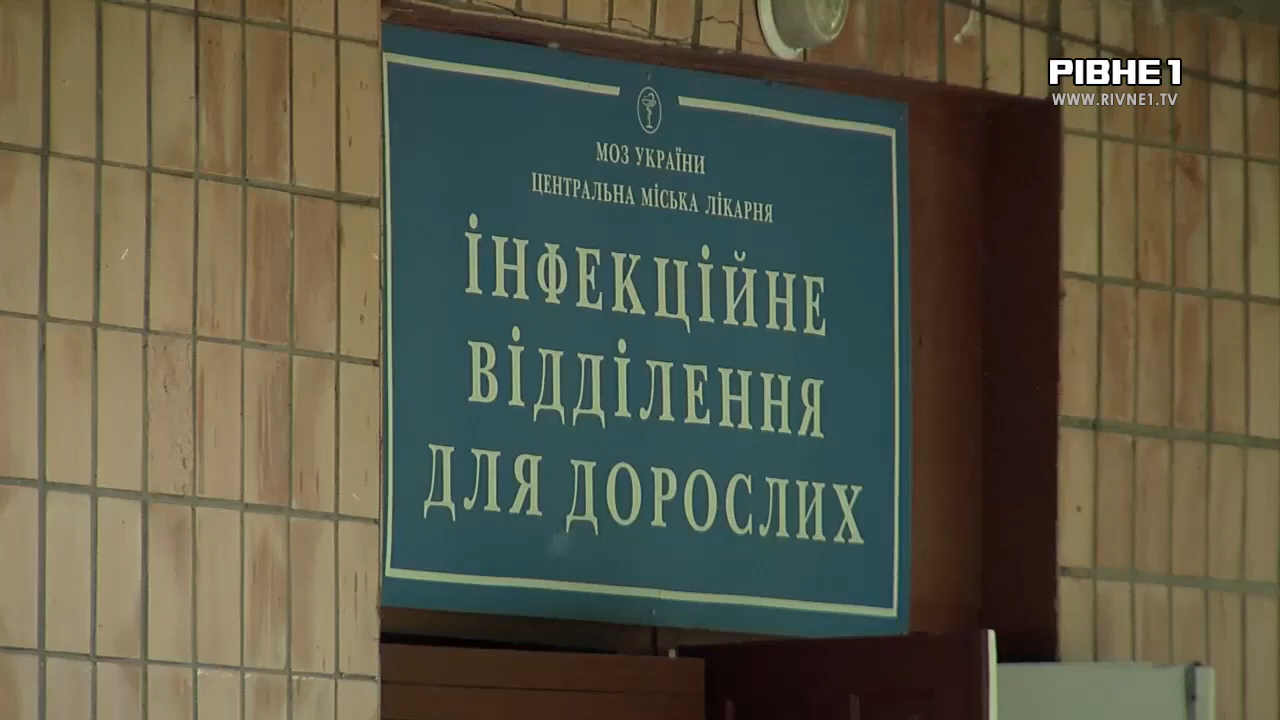 РІВНЕ 1
WWW.RIVNE1.TV
МОЗ УКРАЇНИ
ЦЕНТРАЛЬНА МІСЬКА ЛІКАРНЯ
ІНФЕКЦІЙНЕ
ВІДДІЛЕННЯ
ДЛЯ ДОРОСЛИХ